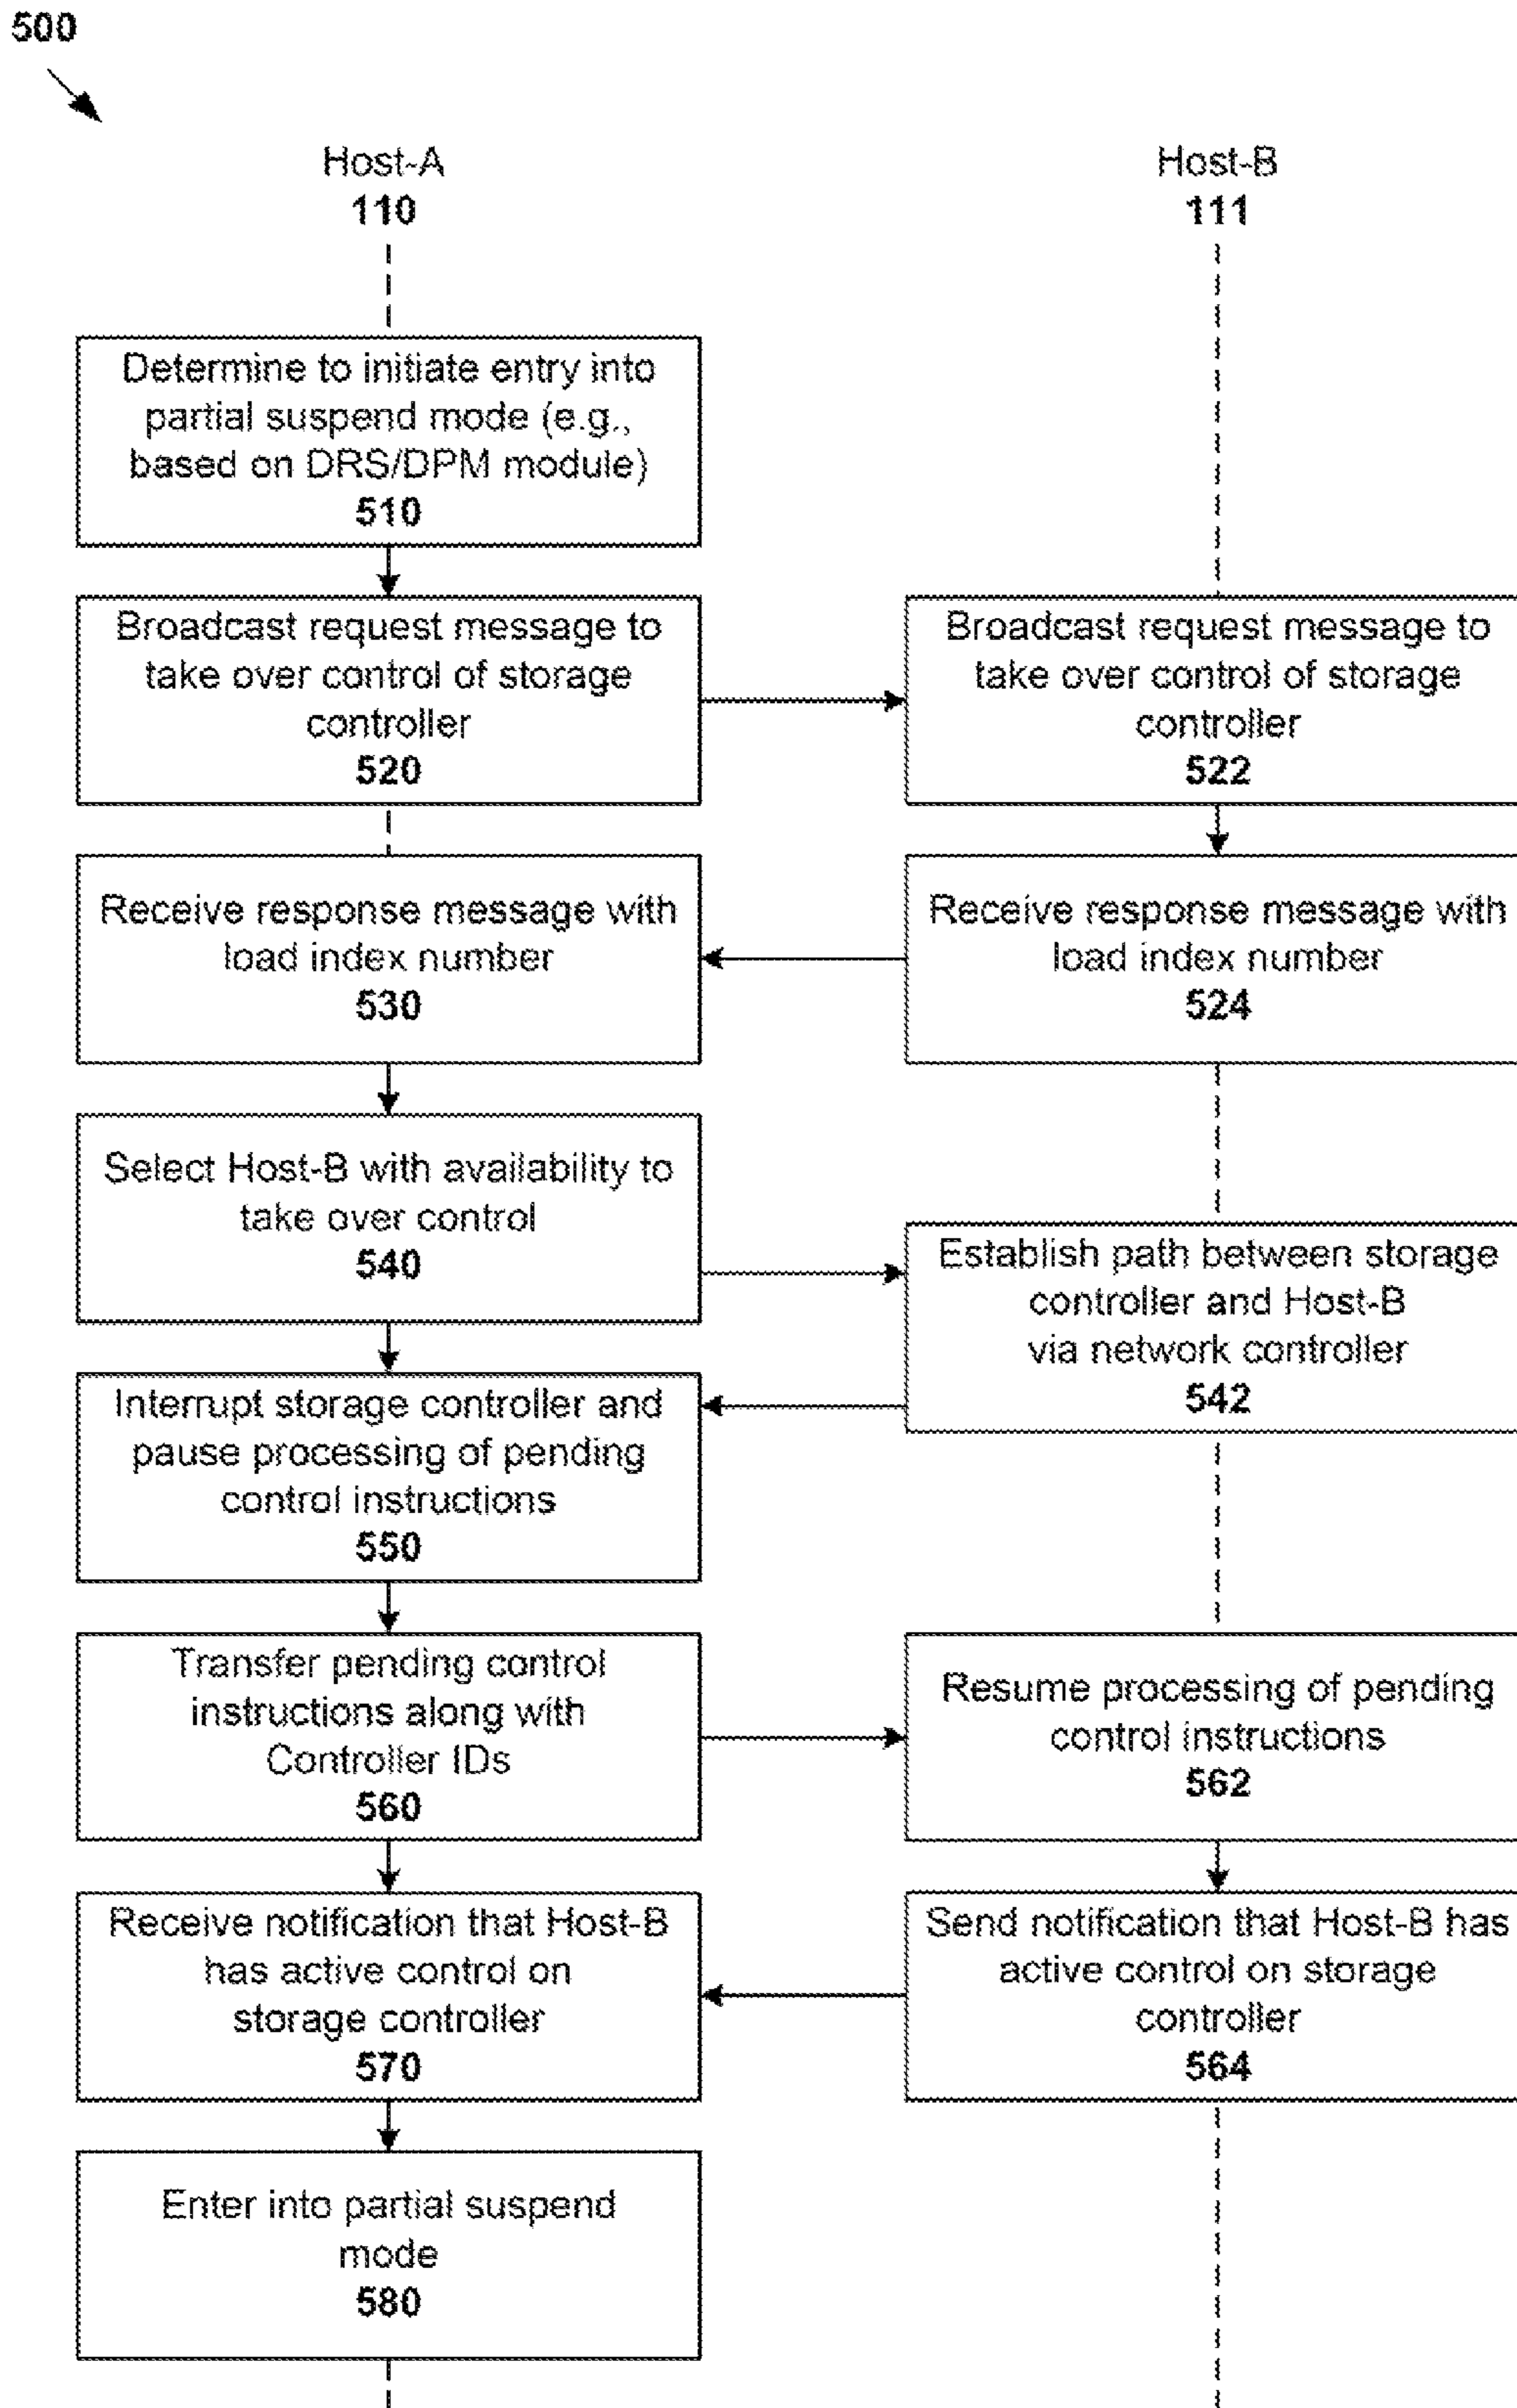 500
Host-A
110
Host-B
111
Determine to initiate entry into
partial suspend mode (e.g.,
based on DRS/DPM module)
510
Broadcast request message to
take over control of storage
controller
520
Broadcast request message to
take over control of storage
controller
522
Receive response message with
load index number
530
Receive response message with
load index number
524
Select Host-B with availability to
take over control
540
Establish path between storage
controller and Host-B
via network controller
542
Interrupt storage controller and
pause processing of pending
control instructions
550
Transfer pending control
instructions along with
Controller IDs
560
Resume processing of pending
control instructions
562
Receive notification that Host-B
has active control on
storage controller
570
Send notification that Host-B has
active control on storage
controller
564
Enter into partial suspend
mode
580